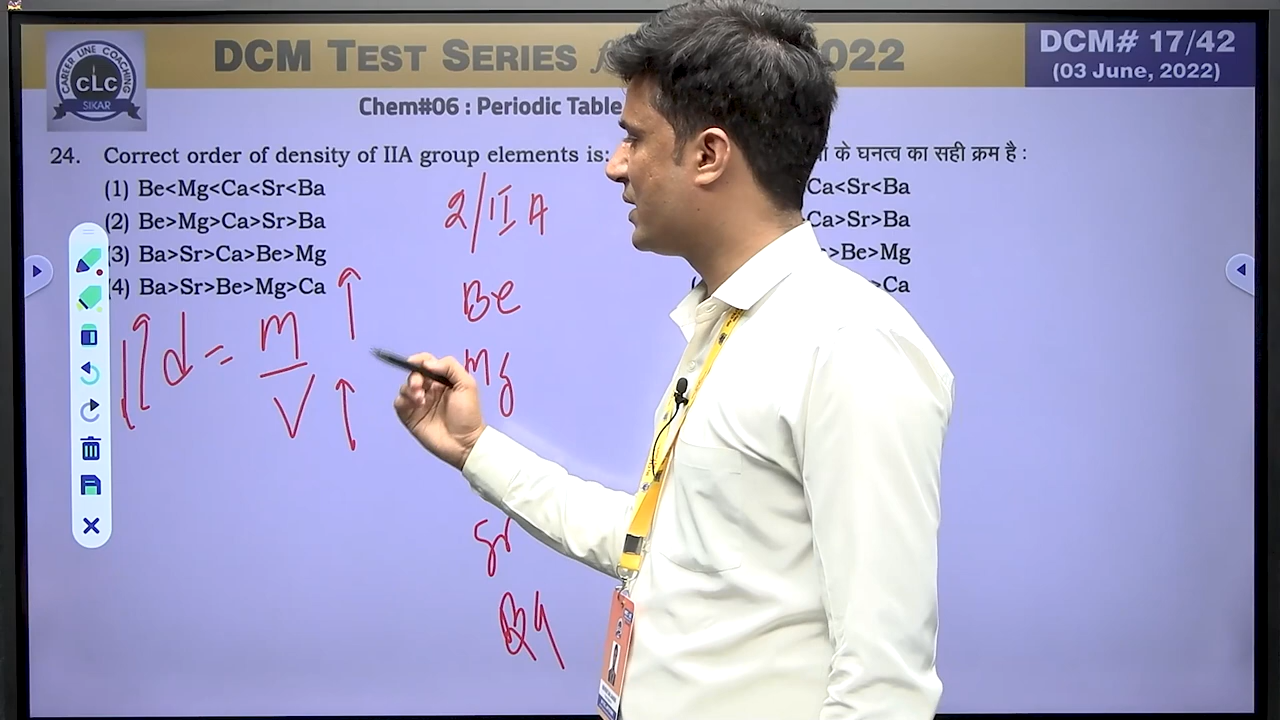 CAREER LINE COACHING
CLC
SIKAR
DCM TEST SERIES
022
DCM# 17/42
(03 June, 2022)
Chem#06 : Periodic Table
24. Correct order of density of IIA group elements is:
(1) Be<Mg<Ca<Sr<Ba
(2) Be>Mg>Ca>Sr>Ba
3) Ba>Sr>Ca>Be>Mg
4) Ba>Sr>Be>Mg>Ca
के घनत्व का सही क्रम है :
Ca<Sr<Ba
Ca>Sr>Ba
>Be>Mg
>Ca
2/II A
Be
Mg
Sr
Ba
d = m
V